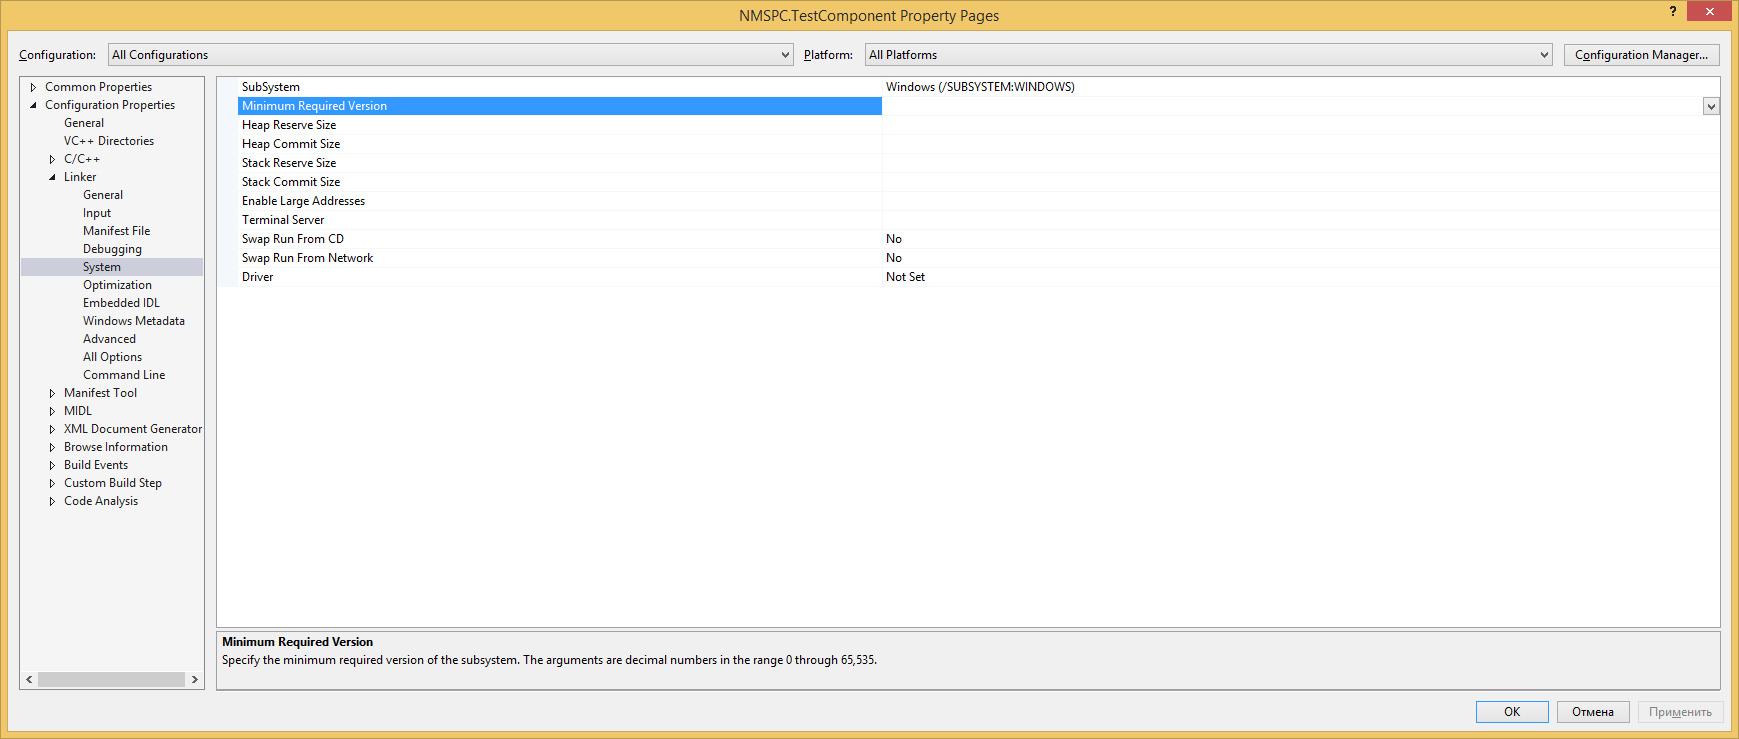 NMSPC.TestComponent Property Pages
?
Configuration: All Configurations Platform: All Platforms Configuration Manager...
Common Properties
Configuration Properties
General
VC++ Directories
C/C++
Linker
General
Input
Manifest File
Debugging
System
Optimization
Embedded IDL
Windows Metadata
Advanced
All Options
Command Line
Manifest Tool
MIDL
XML Document Generator
Browse Information
Build Events
Custom Build Step
Code Analysis
SubSystem Windows (/SUBSYSTEM:WINDOWS)
Minimum Required Version
Heap Reserve Size
Heap Commit Size
Stack Reserve Size
Stack Commit Size
Enable Large Addresses
Terminal Server
Swap Run From CD No
Swap Run From Network No
Driver Not Set
Minimum Required Version
Specify the minimum required version of the subsystem. The arguments are decimal numbers in the range 0 through 65,535.
OK Отмена Применить